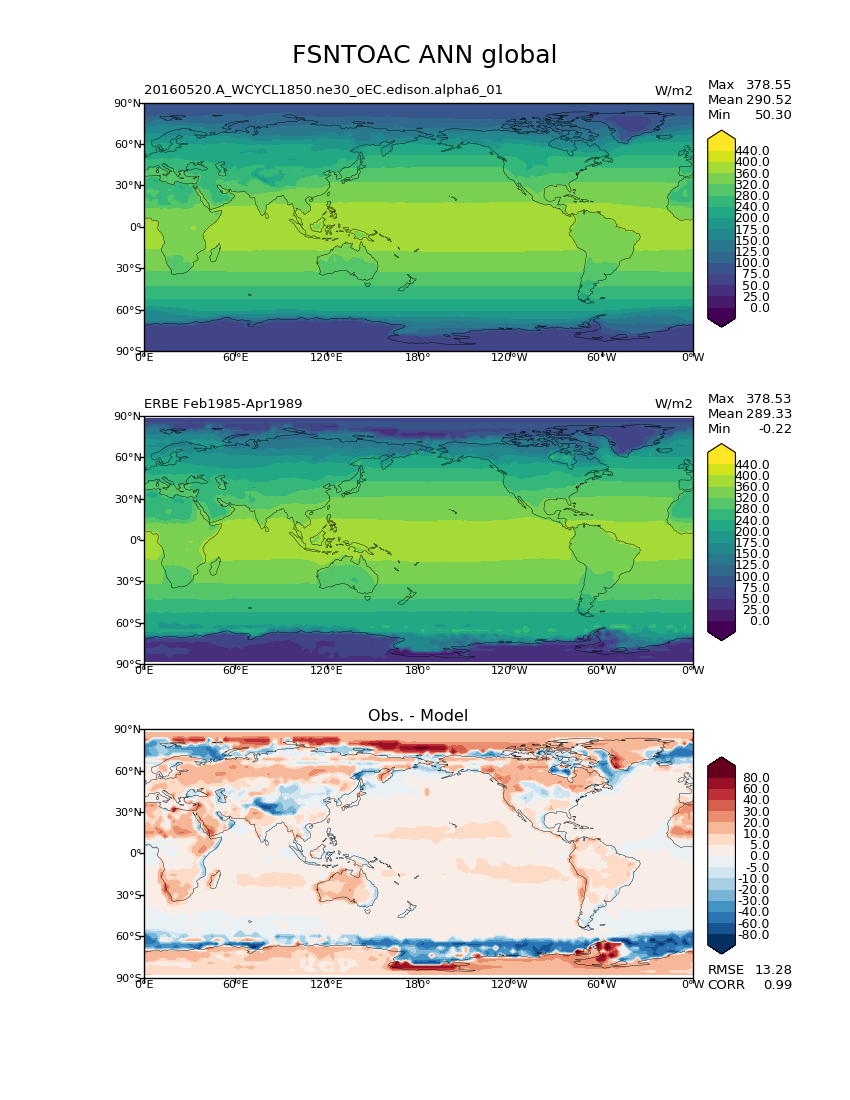 FSNTOAC ANN global
20160520.A_WCYCL1850.ne30_oEC.edison.alpha6_01 W/m2
Max 378.55
Mean 290.52
Min 50.30
90°N
60°N
30°N
0°
30°S
60°S
90°S
0°E 60°E 120°E 180° 120°W 60°W 0°W
440.0
400.0
360.0
320.0
280.0
240.0
200.0
175.0
150.0
125.0
100.0
75.0
50.0
25.0
0.0
ERBE Feb1985-Apr1989 W/m2
Max 378.53
Mean 289.33
Min -0.22
90°N
60°N
30°N
0°
30°S
60°S
90°S
0°E 60°E 120°E 180° 120°W 60°W 0°W
440.0
400.0
360.0
320.0
280.0
240.0
200.0
175.0
150.0
125.0
100.0
75.0
50.0
25.0
0.0
Obs. - Model
90°N
60°N
30°N
0°
30°S
60°S
90°S
0°E 60°E 120°E 180° 120°W 60°W 0°W
80.0
60.0
40.0
30.0
20.0
10.0
5.0
0.0
-5.0
-10.0
-20.0
-30.0
-40.0
-60.0
-80.0
RMSE 13.28
CORR 0.99